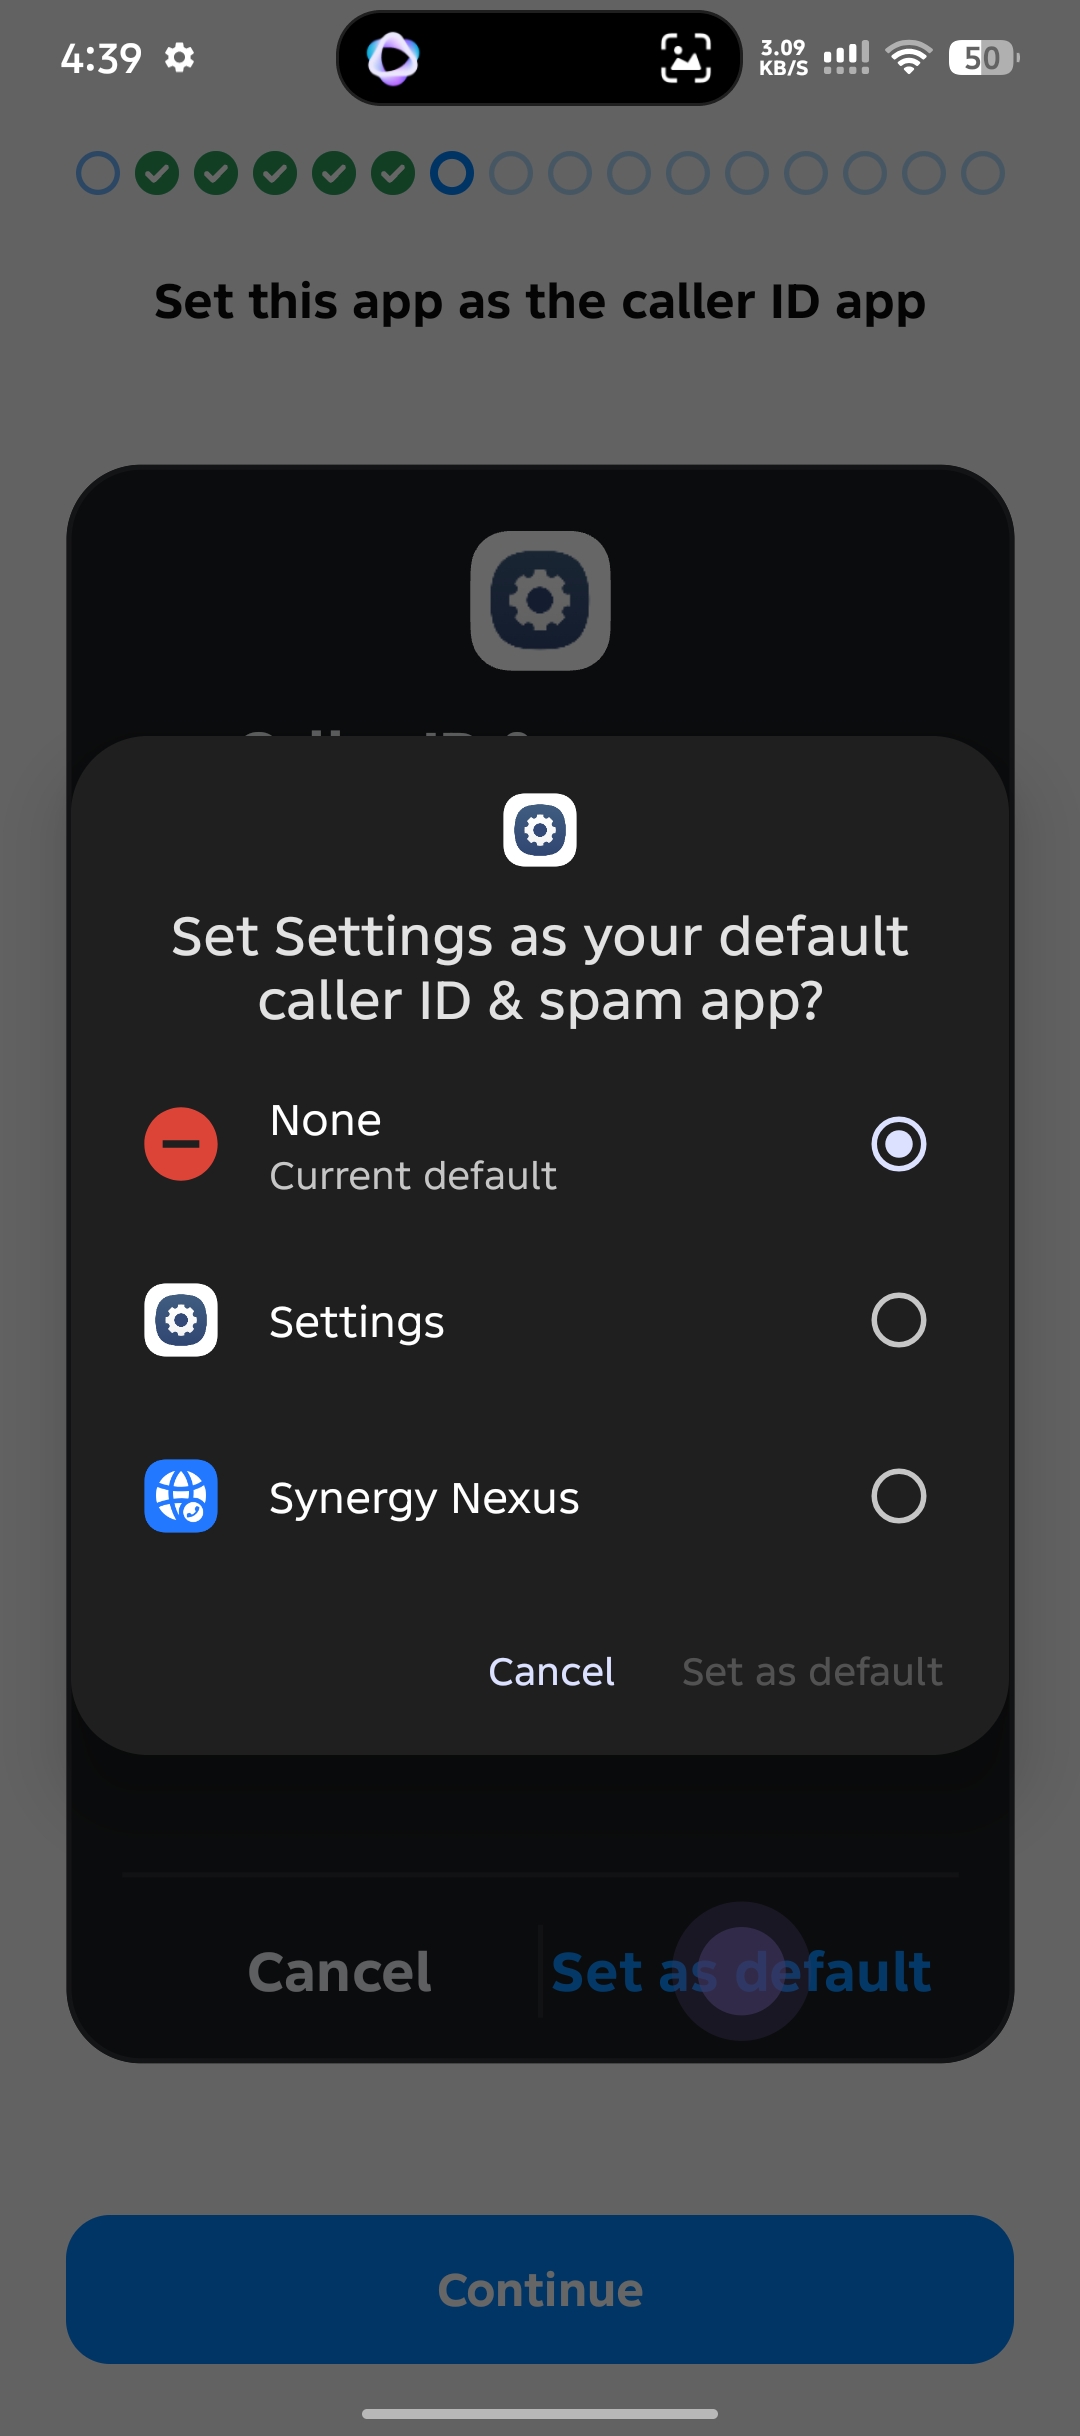 4:39
3.09
KB/S
50
Set this app as the caller ID app
Set Settings as your default
caller ID & spam app?
None
Current default
Settings
Synergy Nexus
Cancel
Set as default
Cancel
Set as default
Continue